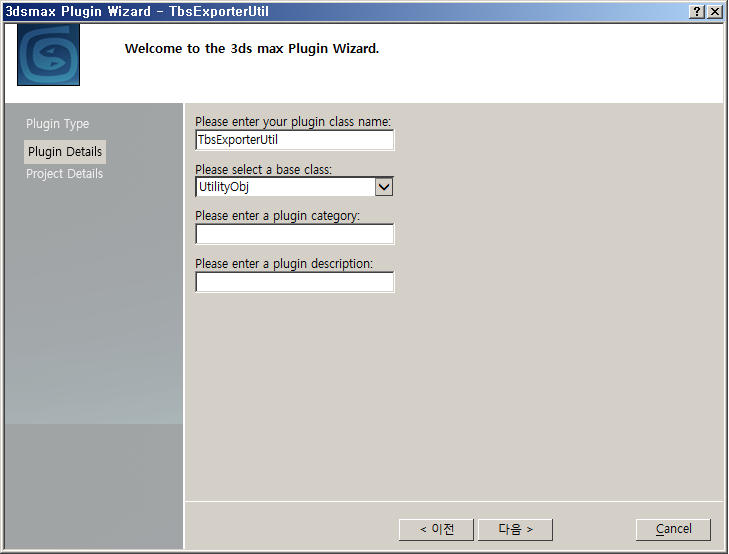 3dsmax Plugin Wizard - TbsExporterUtil
Welcome to the 3ds max Plugin Wizard.
Plugin Type
Plugin Details
Project Details
Please enter your plugin class name:
TbsExporterUtil
Please select a base class:
UtilityObj
Please enter a plugin category:
Please enter a plugin description:
< 이전
다음 >
Cancel